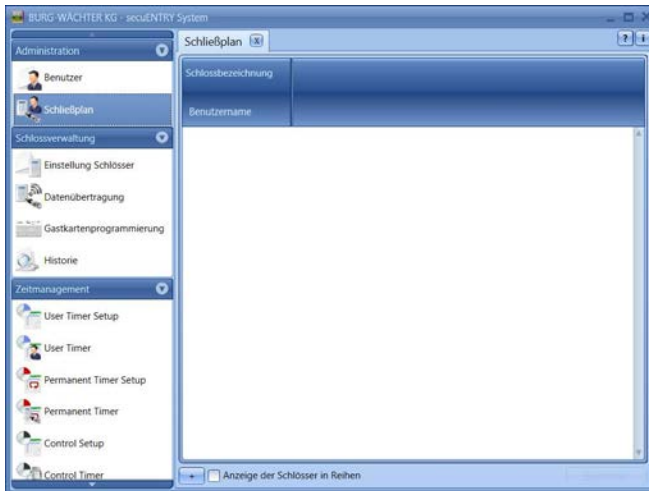 BURG-WÄCHTER KG - secuENTRY System
Administration
Benutzer
Schließplan
Schlossverwaltung
Einstellung Schlösser
Datenübertragung
Gastkartenprogrammierung
Historie
Zeitmanagement
User Timer Setup
User Timer
Permanent Timer Setup
Permanent Timer
Control Setup
Control Timer
Schließplan
? i
Schlossbezeichnung
Benutzername
Anzeige der Schlösser in Reihen